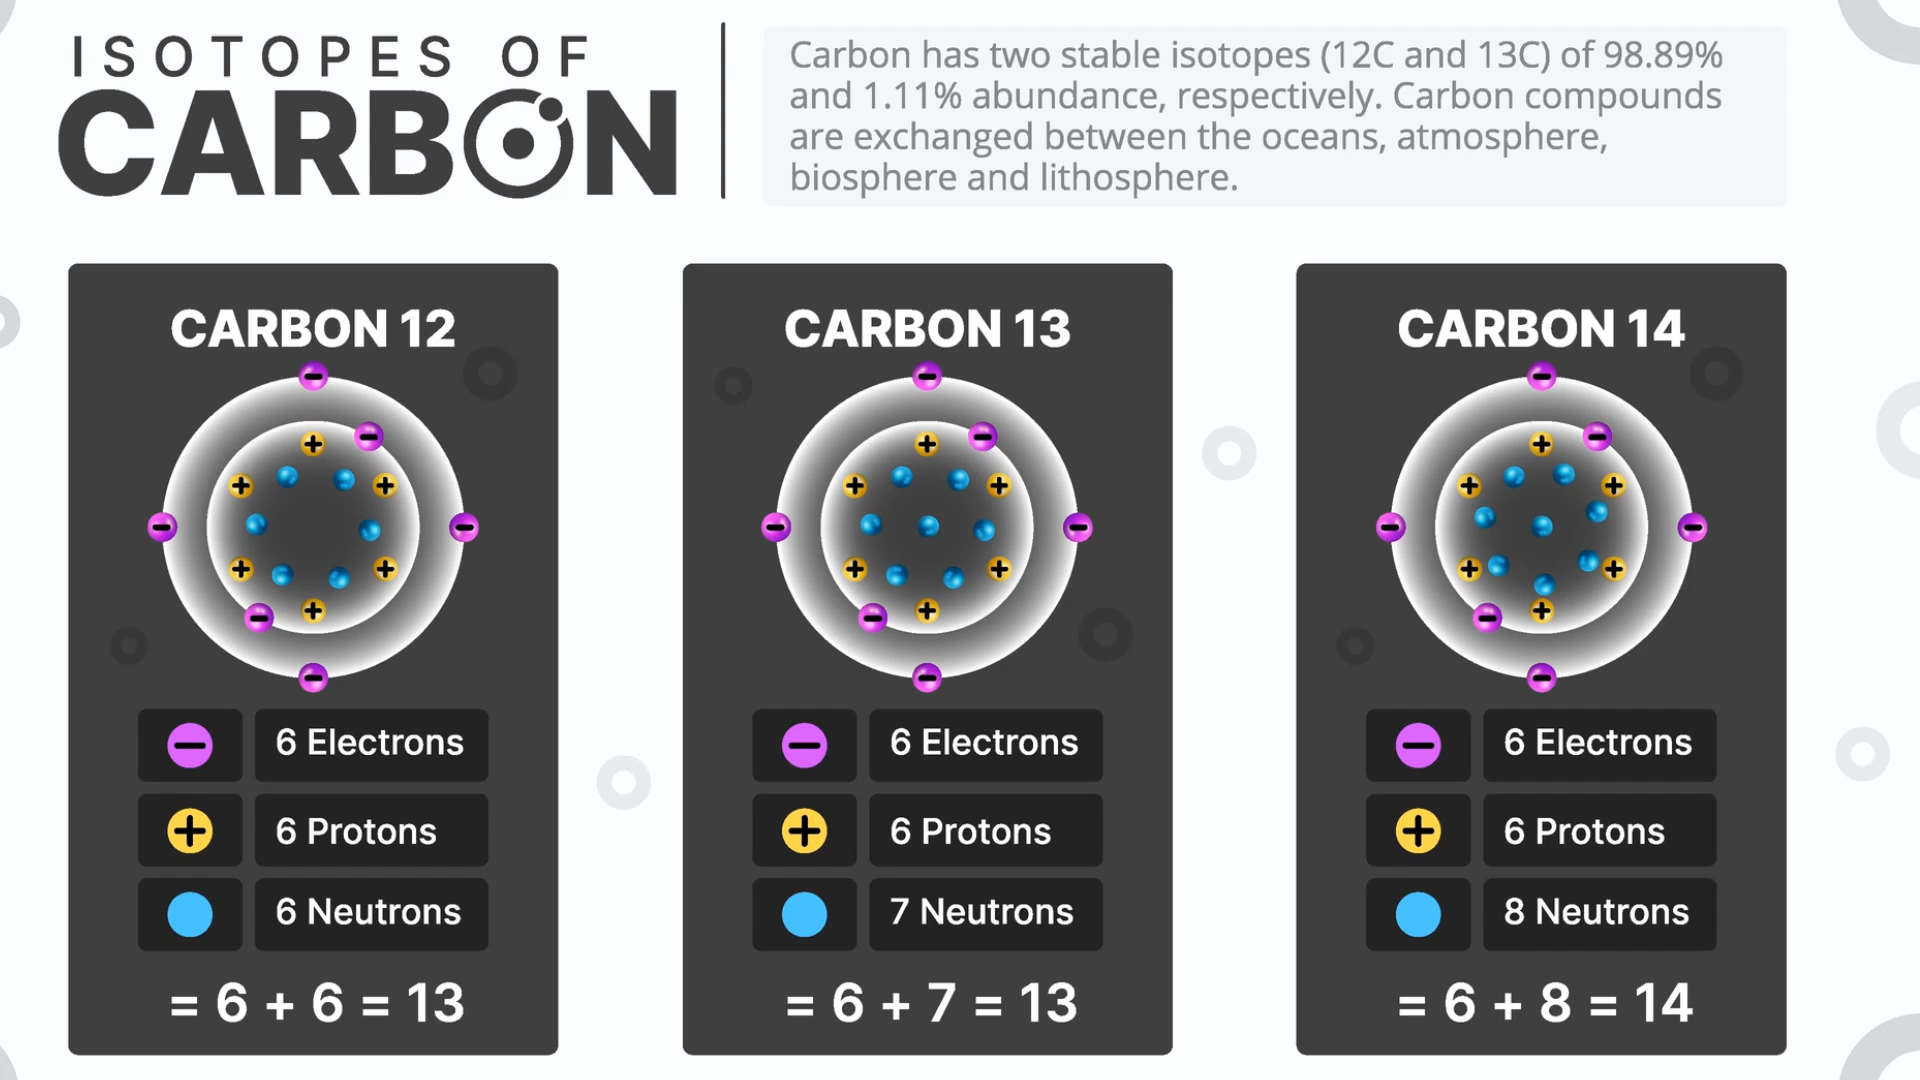 ISOTOPES OF
CARBON
Carbon has two stable isotopes (12C and 13C) of 98.89%
and 1.11% abundance, respectively. Carbon compounds
are exchanged between the oceans, atmosphere,
biosphere and lithosphere.
CARBON 12
6 Electrons
6 Protons
6 Neutrons
= 6 + 6 = 13
CARBON 13
6 Electrons
6 Protons
7 Neutrons
= 6 + 7 = 13
CARBON 14
6 Electrons
6 Protons
8 Neutrons
= 6 + 8 = 14